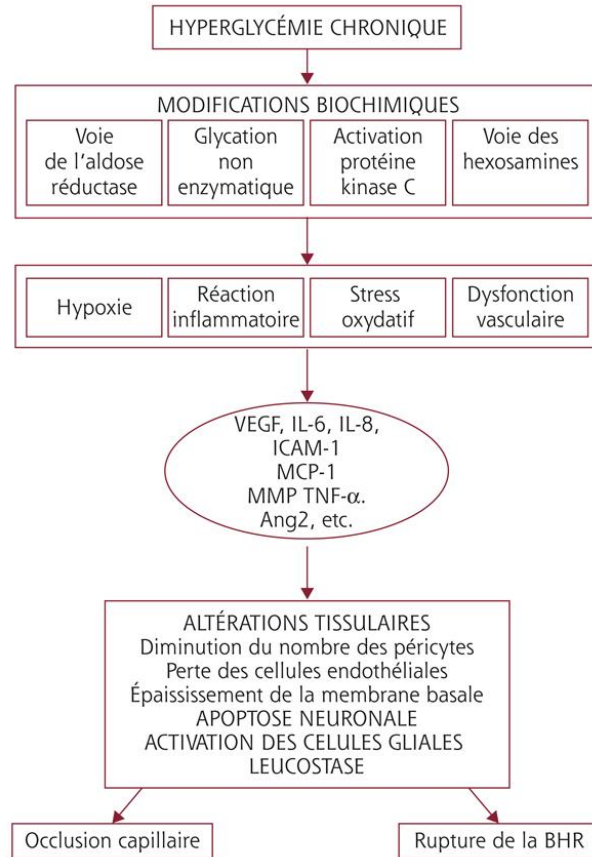 HYPERGLYCÉMIE CHRONIQUE
MODIFICATIONS BIOCHIMIQUES
Voie
de l'aldose
réductase
Glycation
non
enzymatique
Activation
protéine
kinase C
Voie des
hexosamines
Hypoxie
Réaction
inflammatoire
Stress
oxydatif
Dysfonction
vasculaire
VEGF, IL-6, IL-8,
ICAM-1
MCP-1
MMP TNF-α.
Ang2, etc.
ALTÉRATIONS TISSULAIRES
Diminution du nombre des péricytes
Perte des cellules endothéliales
Épaississement de la membrane basale
APOPTOSE NEURONALE
ACTIVATION DES CELULES GLIALES
LEUCOSTASE
Occlusion capillaire
Rupture de la BHR